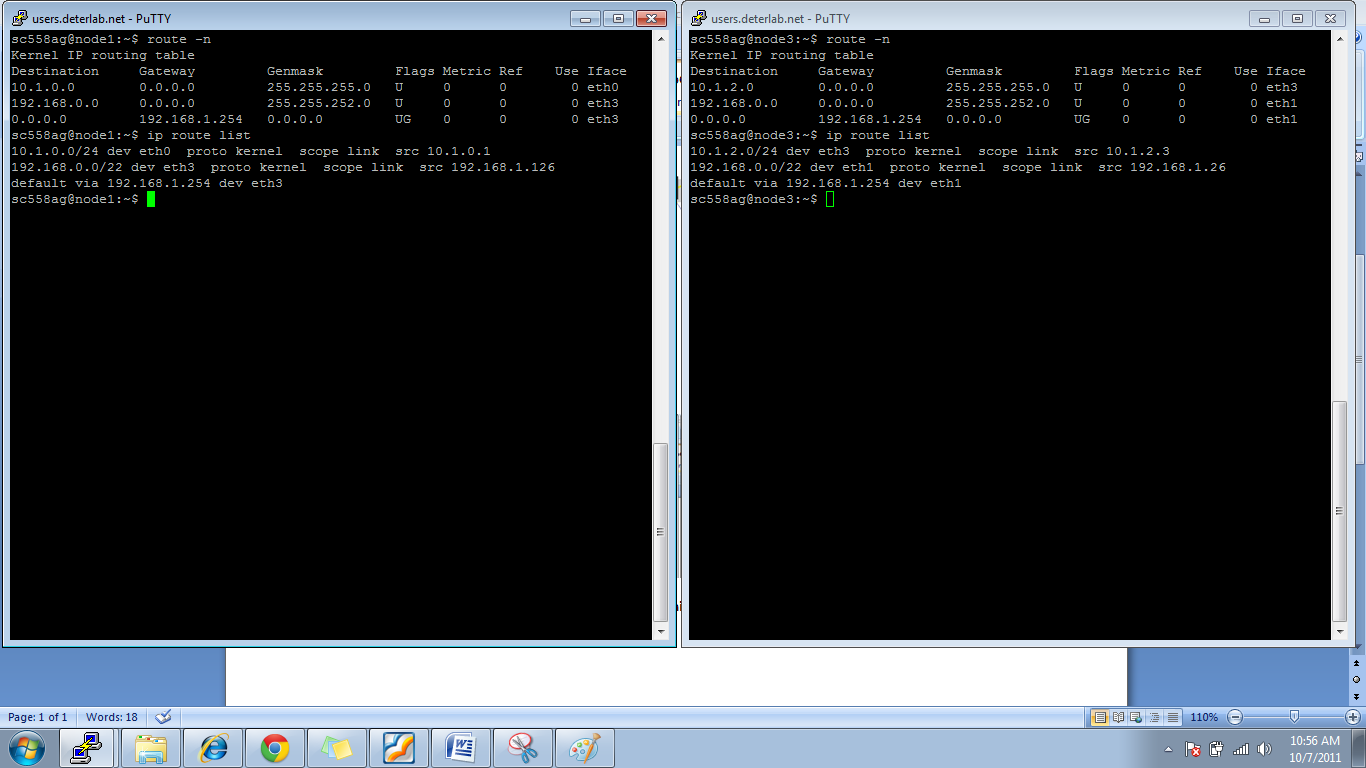 users.deterlab.net - PuTTY
sc558ag@node1:~$ route -n
Kernel IP routing table
Destination     Gateway         Genmask         Flags Metric Ref    Use Iface
10.1.0.0        0.0.0.0         255.255.255.0   U     0      0        0 eth0
192.168.0.0     0.0.0.0         255.255.252.0   U     0      0        0 eth3
0.0.0.0         192.168.1.254   0.0.0.0         UG    0      0        0 eth3
sc558ag@node1:~$ ip route list
10.1.0.0/24 dev eth0  proto kernel  scope link  src 10.1.0.1
192.168.0.0/22 dev eth3  proto kernel  scope link  src 192.168.1.126
default via 192.168.1.254 dev eth3
sc558ag@node1:~$
users.deterlab.net - PuTTY
sc558ag@node3:~$ route -n
Kernel IP routing table
Destination     Gateway         Genmask         Flags Metric Ref    Use Iface
10.1.2.0        0.0.0.0         255.255.255.0   U     0      0        0 eth3
192.168.0.0     0.0.0.0         255.255.252.0   U     0      0        0 eth1
0.0.0.0         192.168.1.254   0.0.0.0         UG    0      0        0 eth1
sc558ag@node3:~$ ip route list
10.1.2.0/24 dev eth3  proto kernel  scope link  src 10.1.2.3
192.168.0.0/22 dev eth1  proto kernel  scope link  src 192.168.1.26
default via 192.168.1.254 dev eth1
sc558ag@node3:~$
Page: 1 of 1 Words: 18 110%
10:56 AM
10/7/2011